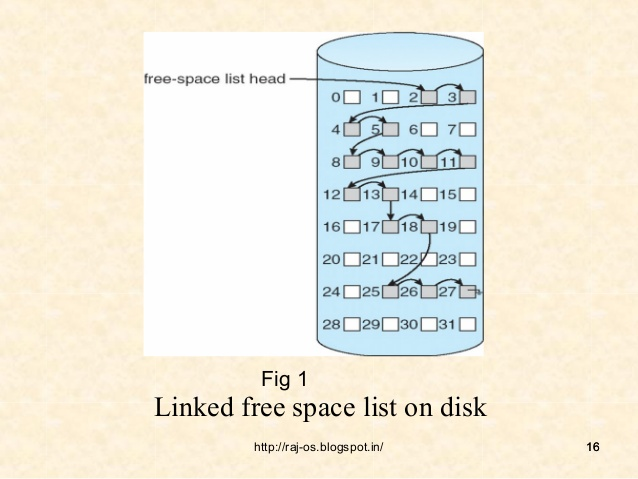 free-space list head
0 1 2 3
4 5 6 7
8 9 10 11
12 13 14 15
16 17 18 19
20 21 22 23
24 25 26 27
28 29 30 31
Fig 1
Linked free space list on disk
http://raj-os.blogspot.in/ 16